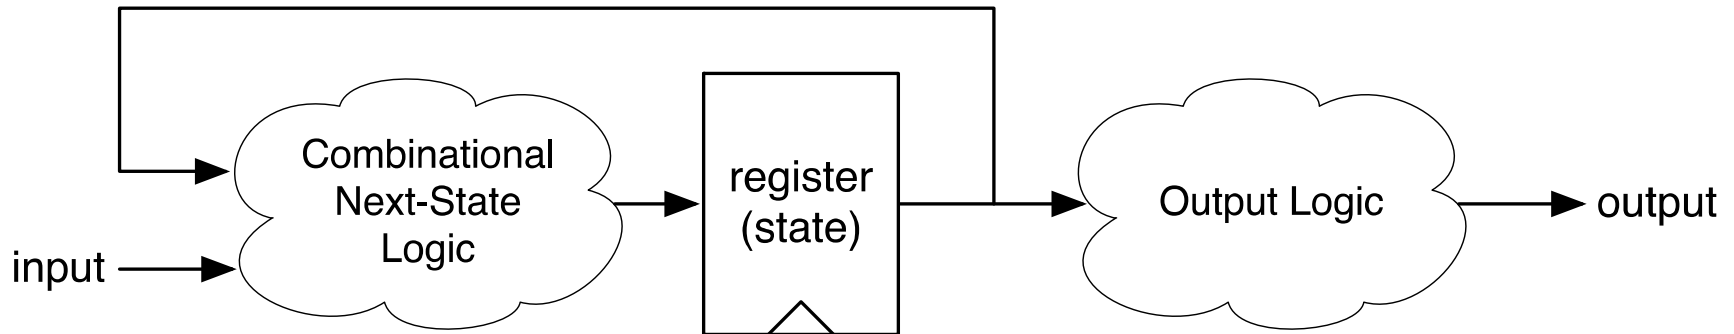 Combinational
Next-State
Logic
input
register
(state)
Output Logic
output